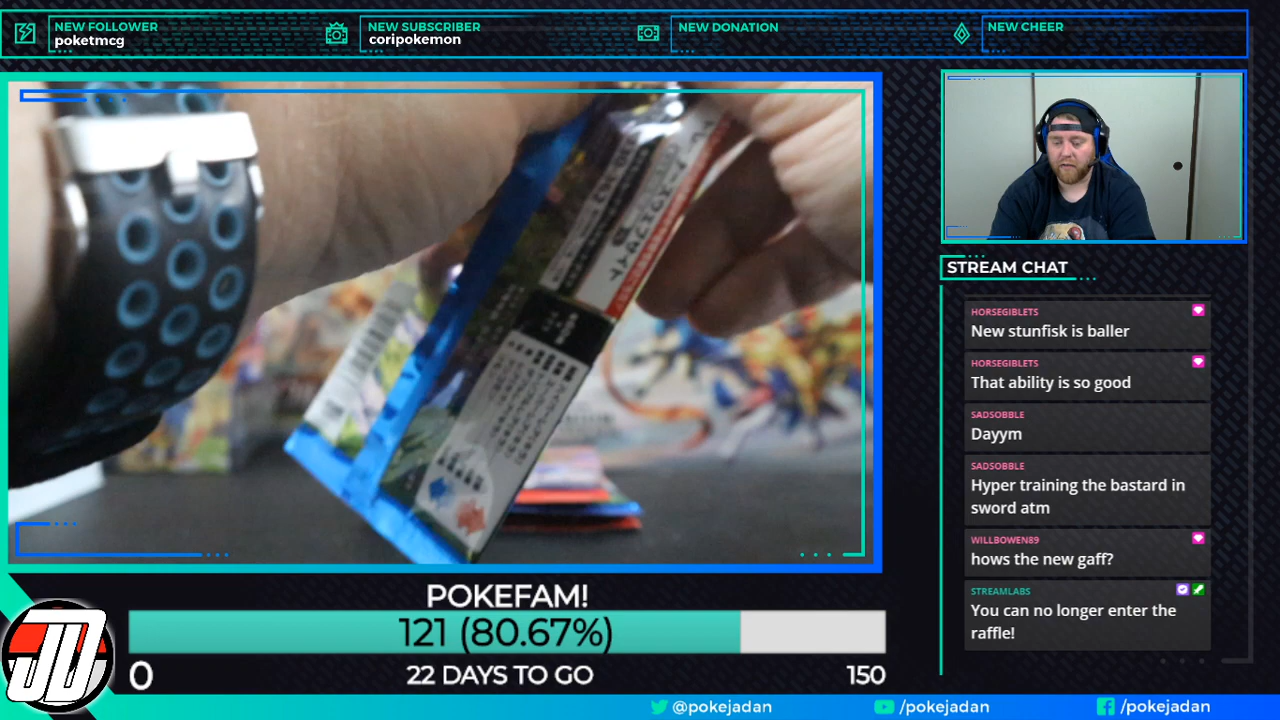 NEW FOLLOWER
poketmcg
NEW SUBSCRIBER
coripokemon
NEW DONATION
NEW CHEER
STREAM CHAT
HORSEGIBLETS
New stunfisk is baller
HORSEGIBLETS
That ability is so good
SADSOBBLE
Dayym
SADSOBBLE
Hyper training the bastard in
sword atm
WILLBOWEN89
hows the new gaff?
STREAMLABS
You can no longer enter the
raffle!
POKEFAM!
121 (80.67%)
0
22 DAYS TO GO
150
JD
@pokejadan
/pokejadan
/pokejadan